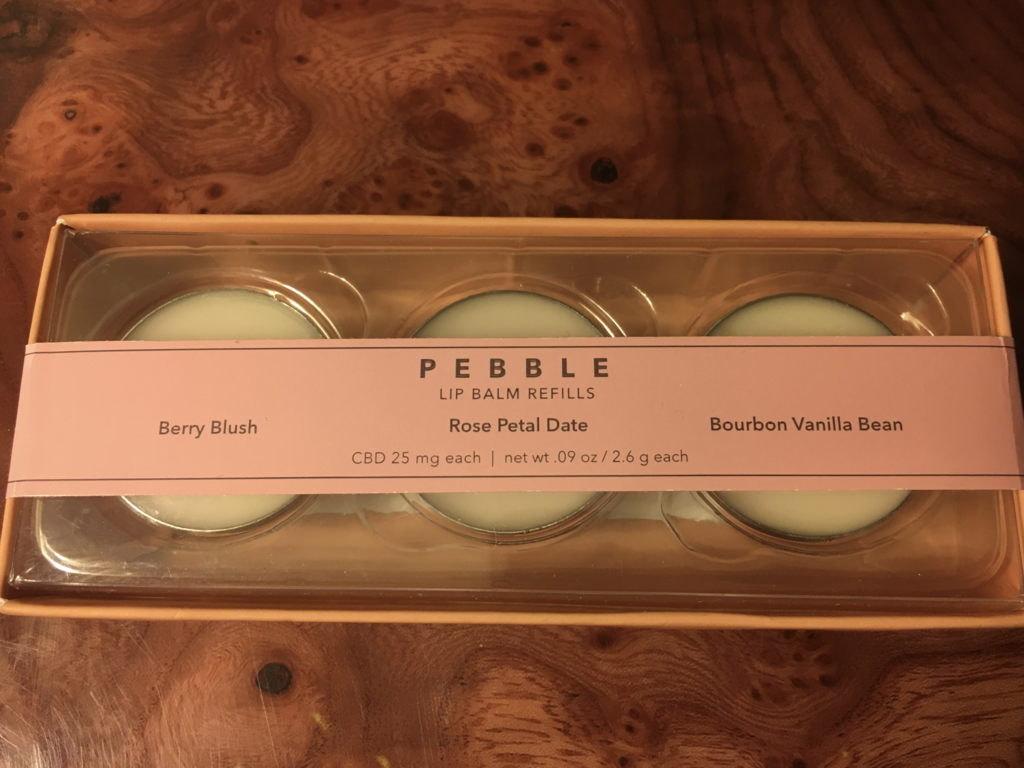 PEBBLE
LIP BALM REFILLS
Berry Blush Rose Petal Date Bourbon Vanilla Bean
CBD 25 mg each | net wt .09 oz / 2.6 g each